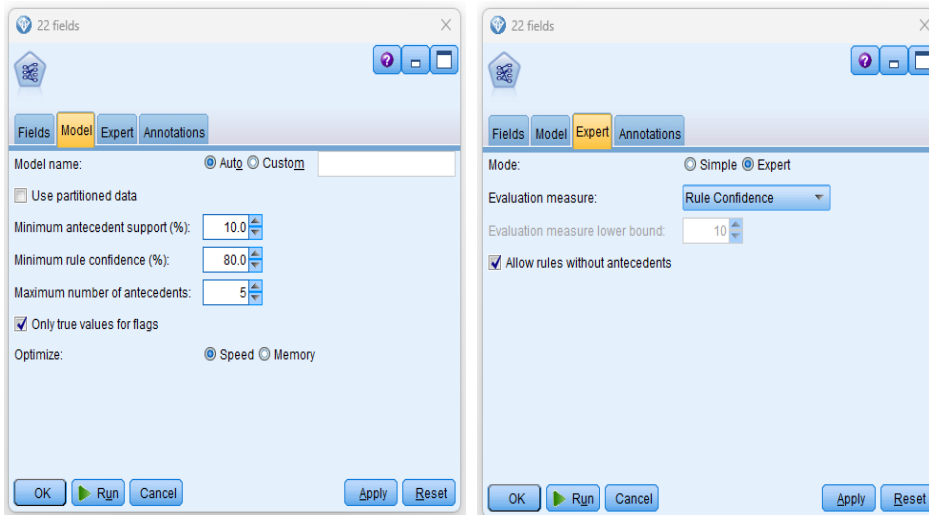 22 fields
Fields Model Expert Annotations
Model name: Auto Custom
Use partitioned data
Minimum antecedent support (%): 10.0
Minimum rule confidence (%): 80.0
Maximum number of antecedents: 5
Only true values for flags
Optimize: Speed Memory
OK Run Cancel Apply Reset
22 fields
Fields Model Expert Annotations
Mode: Simple Expert
Evaluation measure: Rule Confidence
Evaluation measure lower bound: 10
Allow rules without antecedents
OK Run Cancel Apply Reset